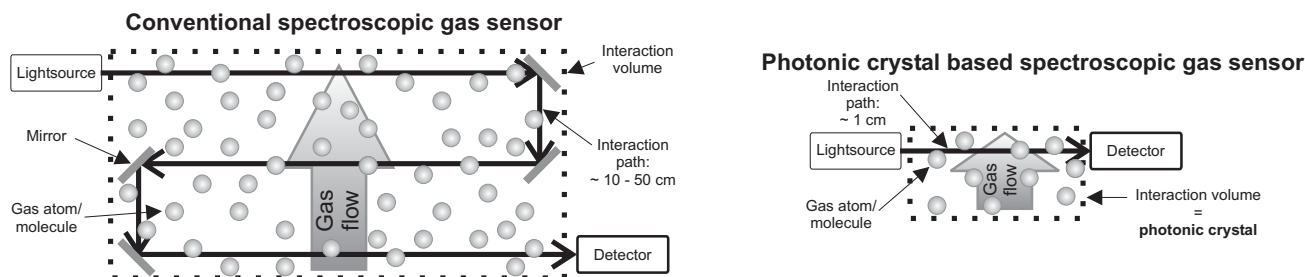 Conventional spectroscopic gas sensor
Lightsource
Interaction
volume
Mirror
Interaction
path:
~ 10 - 50 cm
Gas atom/
molecule
Gas
flow
Detector
Photonic crystal based spectroscopic gas sensor
Interaction
path:
~ 1 cm
Lightsource
Detector
Gas
flow
Gas atom/
molecule
Interaction volume
=
photonic crystal